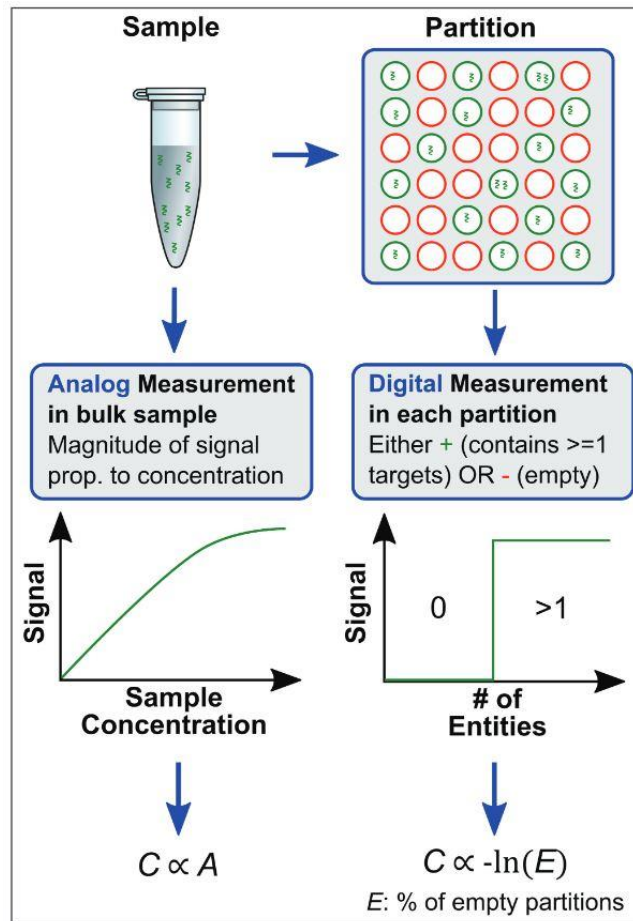 Sample
Partition
Analog Measurement
in bulk sample
Magnitude of signal
prop. to concentration
Digital Measurement
in each partition
Either + (contains >=1
targets) OR - (empty)
Signal
Sample
Concentration
Signal
0
>1
# of
Entities
C ∝ A
C ∝ -ln(E)
E: % of empty partitions